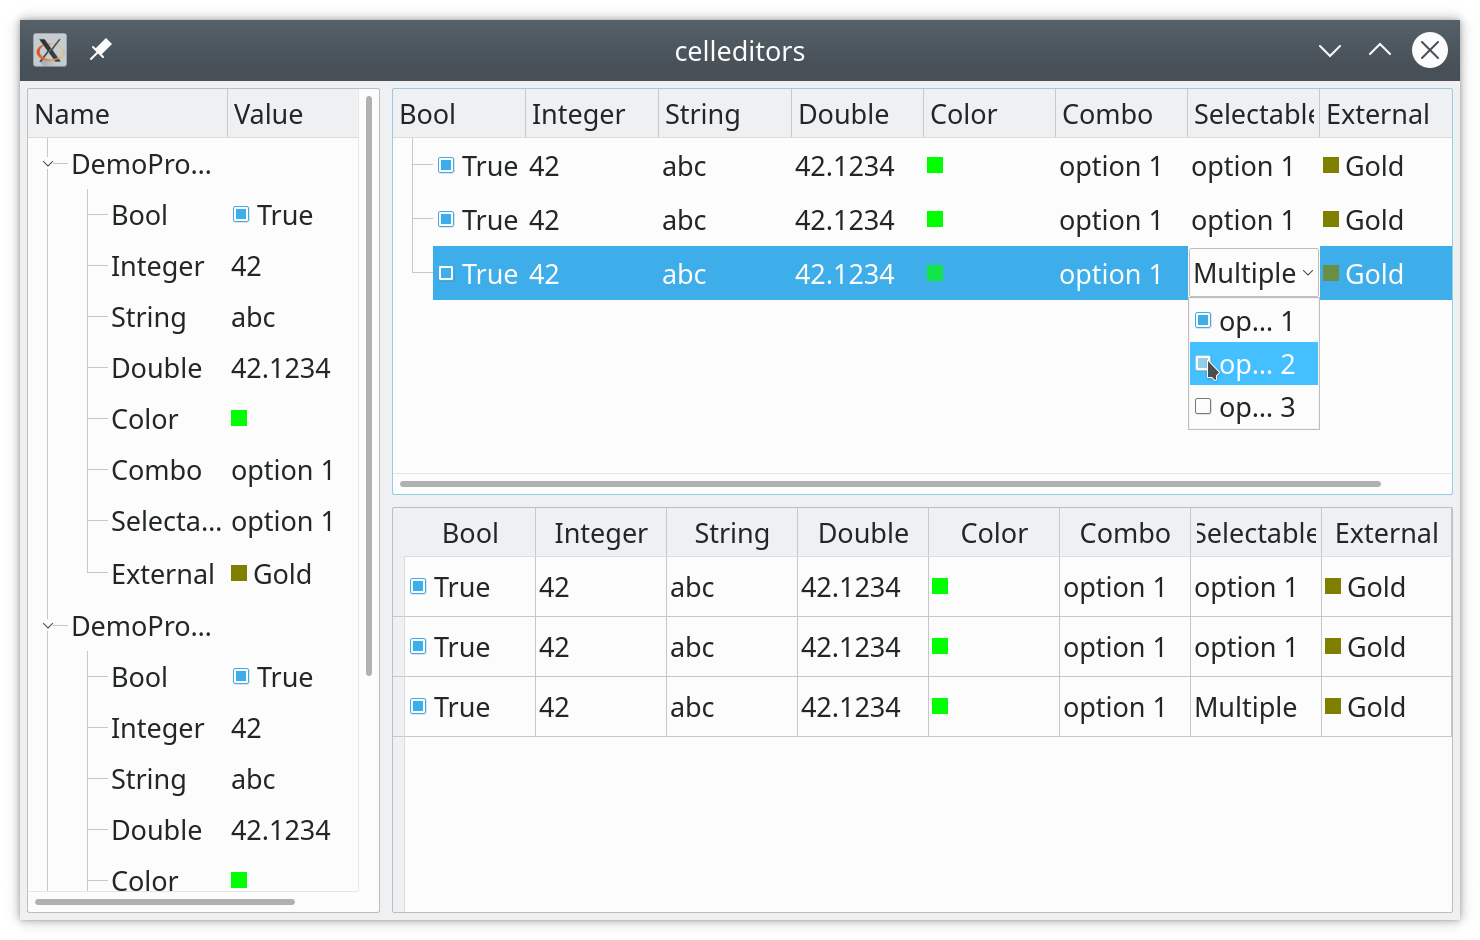 celleditors
Name Value
DemoPro...
Bool True
Integer 42
String abc
Double 42.1234
Color
Combo option 1
Selecta... option 1
External Gold
DemoPro...
Bool True
Integer 42
String abc
Double 42.1234
Color
Bool Integer String Double Color Combo Selectable External
True 42 abc 42.1234 option 1 option 1 Gold
True 42 abc 42.1234 option 1 option 1 Gold
True 42 abc 42.1234 option 1 Multiple Gold
op... 1
op... 2
op... 3
Bool Integer String Double Color Combo Selectable External
True 42 abc 42.1234 option 1 option 1 Gold
True 42 abc 42.1234 option 1 option 1 Gold
True 42 abc 42.1234 option 1 Multiple Gold